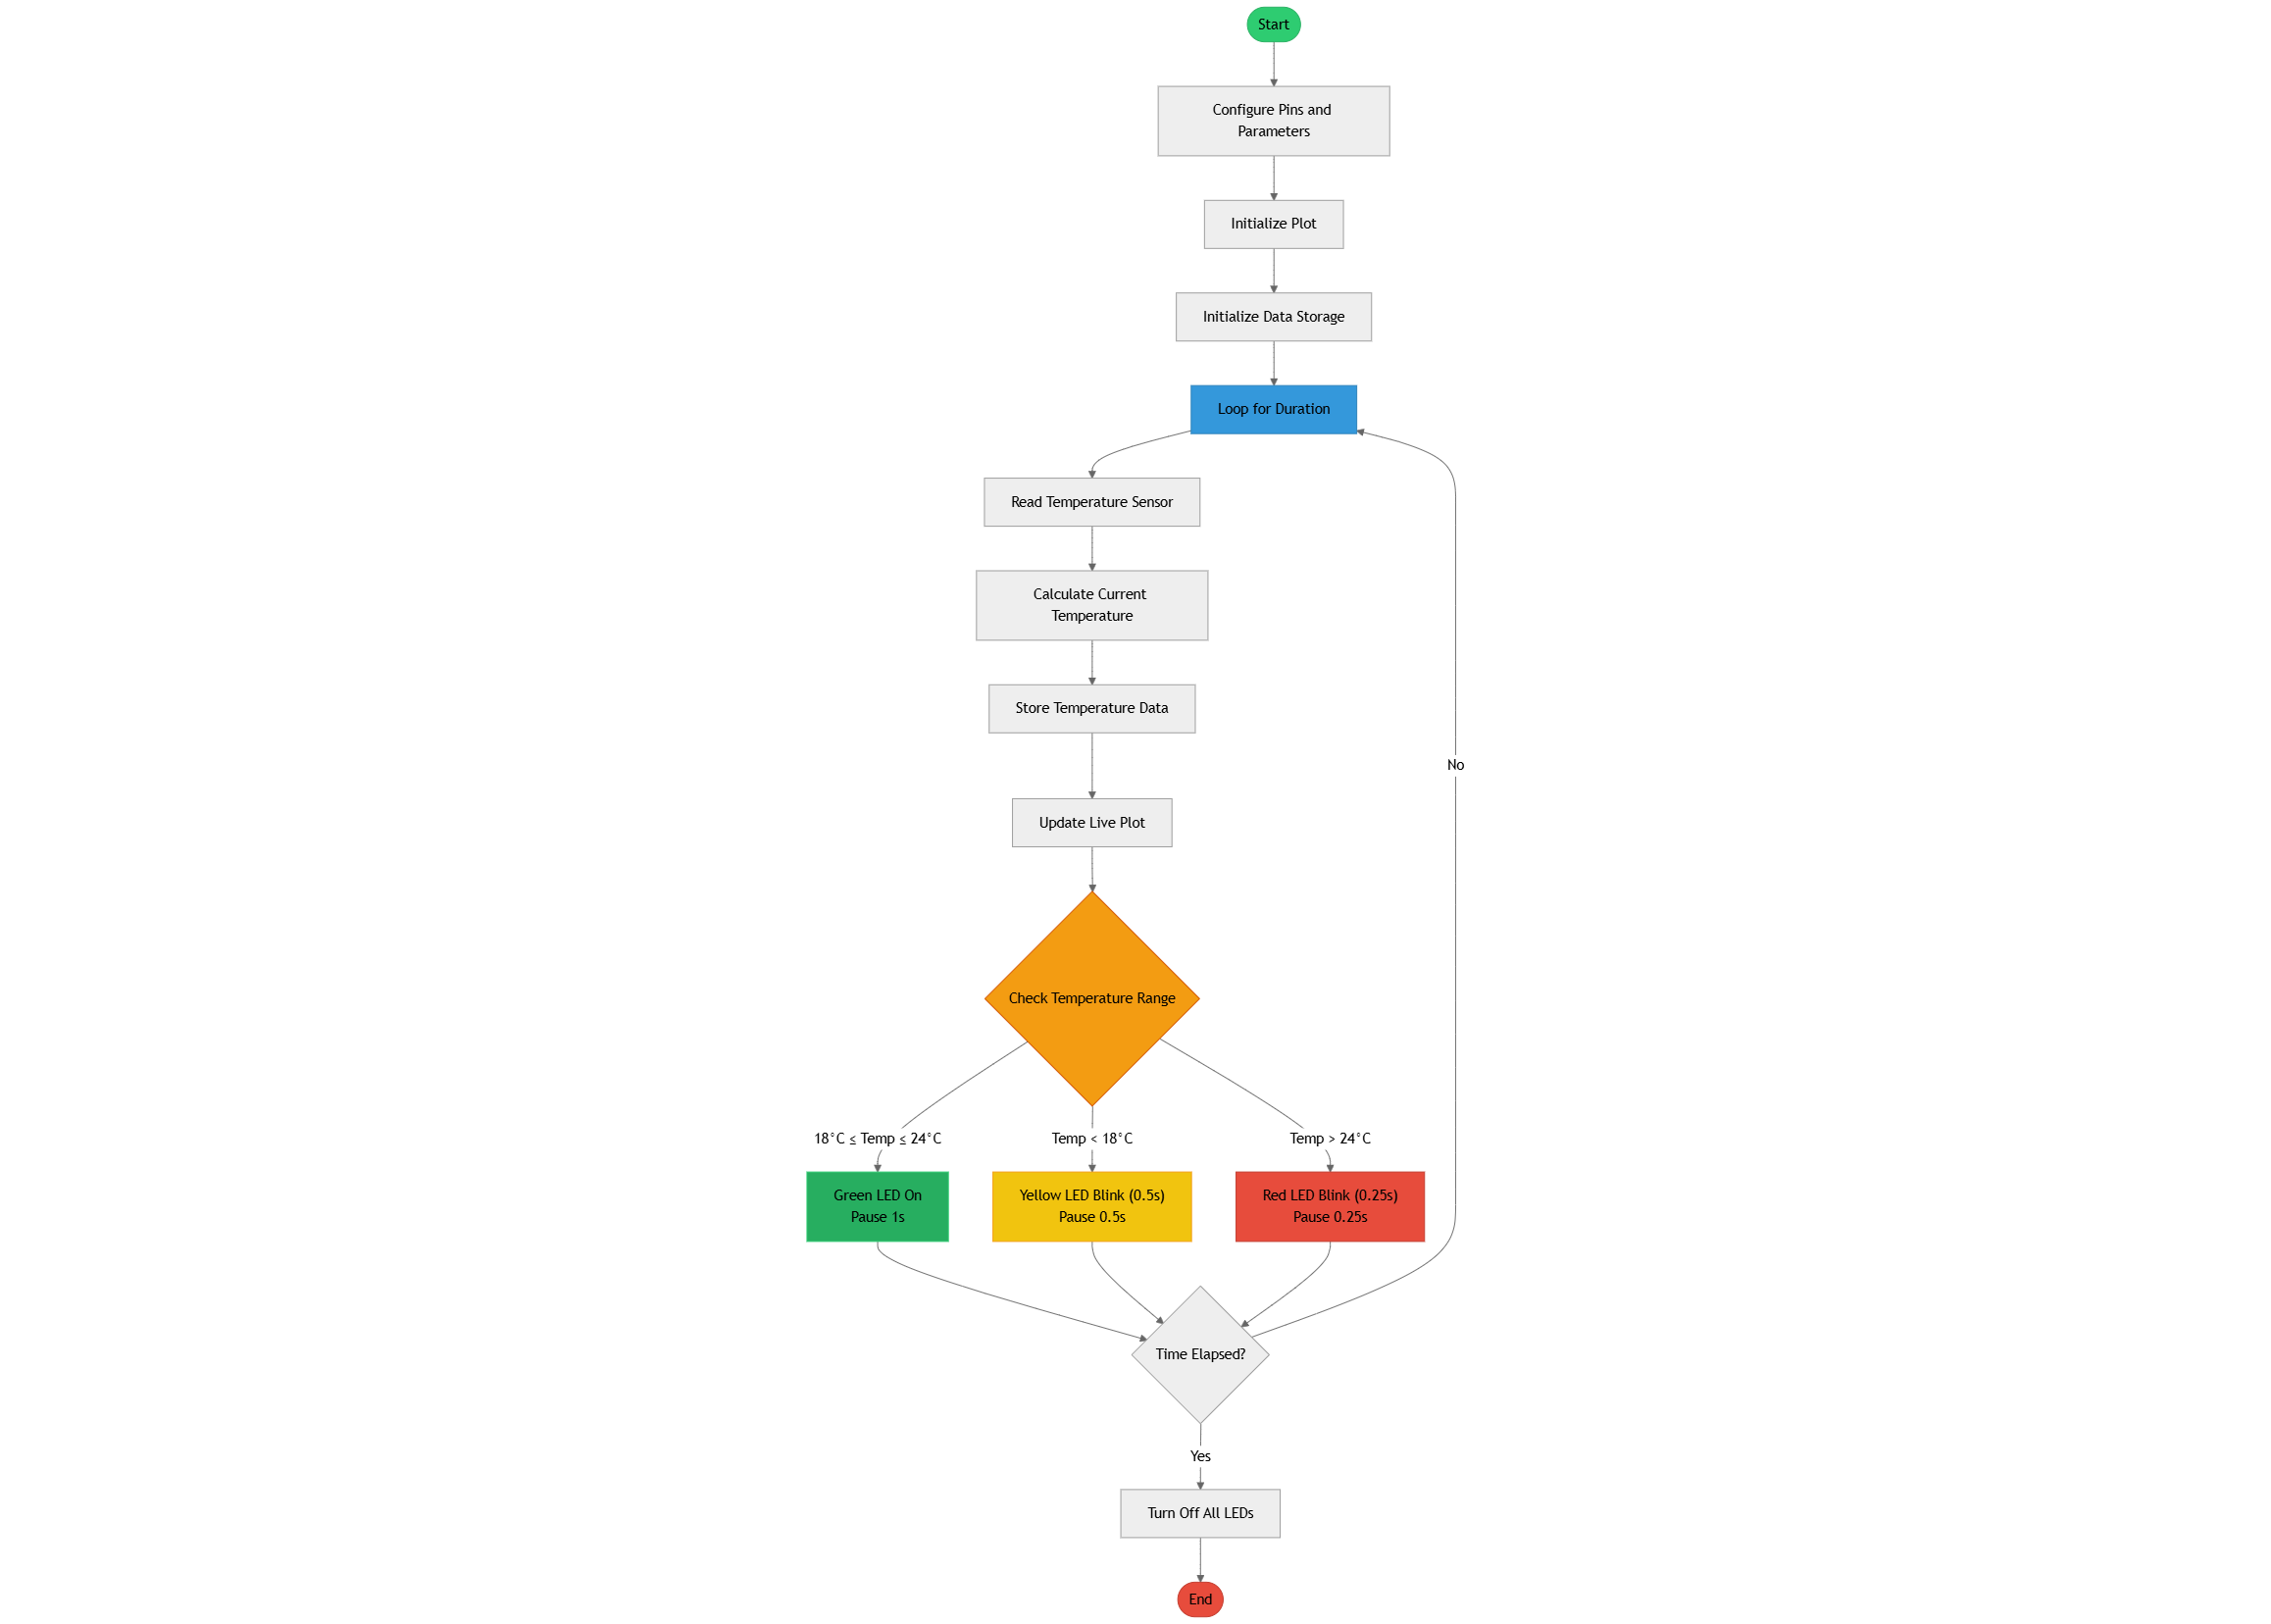 Start
Configure Pins and
Parameters
Initialize Plot
Initialize Data Storage
Loop for Duration
Read Temperature Sensor
Calculate Current
Temperature
Store Temperature Data
No
Update Live Plot
Check Temperature Range
18°C ≤ Temp ≤ 24°C
Temp < 18°C
Temp > 24°C
Green LED On
Pause 1s
Yellow LED Blink (0.5s)
Pause 0.5s
Red LED Blink (0.25s)
Pause 0.25s
Time Elapsed?
Yes
Turn Off All LEDs
End